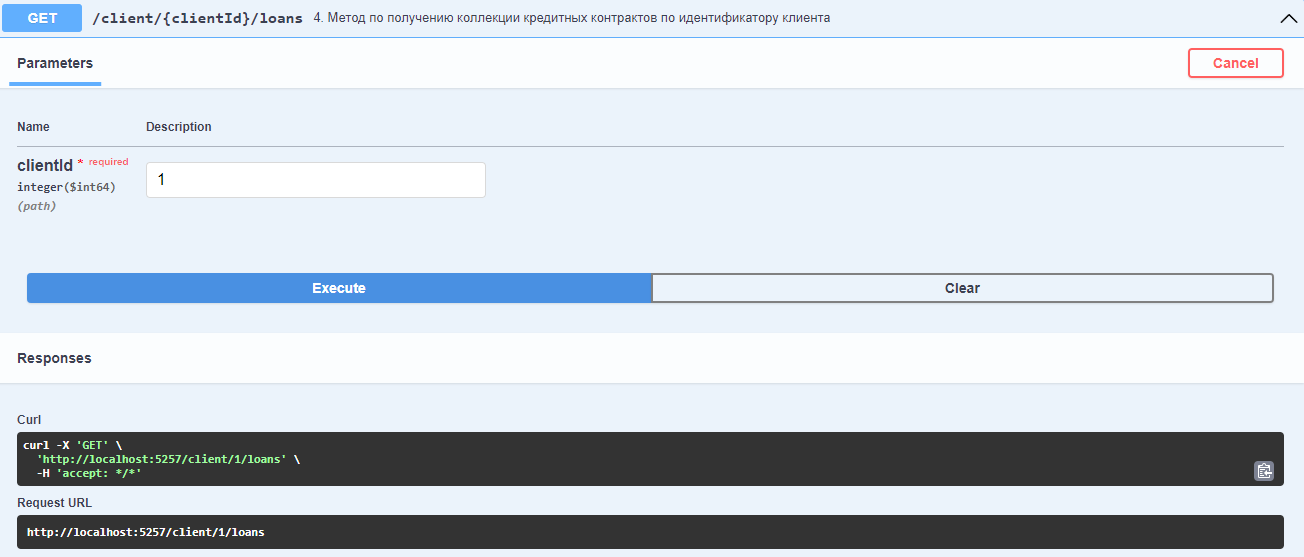 GET /client/{clientId}/loans 4. Метод по получению коллекции кредитных контрактов по идентификатору клиента
Parameters Cancel
Name Description
clientId * required
1
integer($int64)
(path)
Execute Clear
Responses
Curl
curl -X 'GET' \
'http://localhost:5257/client/1/loans' \
-H 'accept: */*'
Request URL
http://localhost:5257/client/1/loans